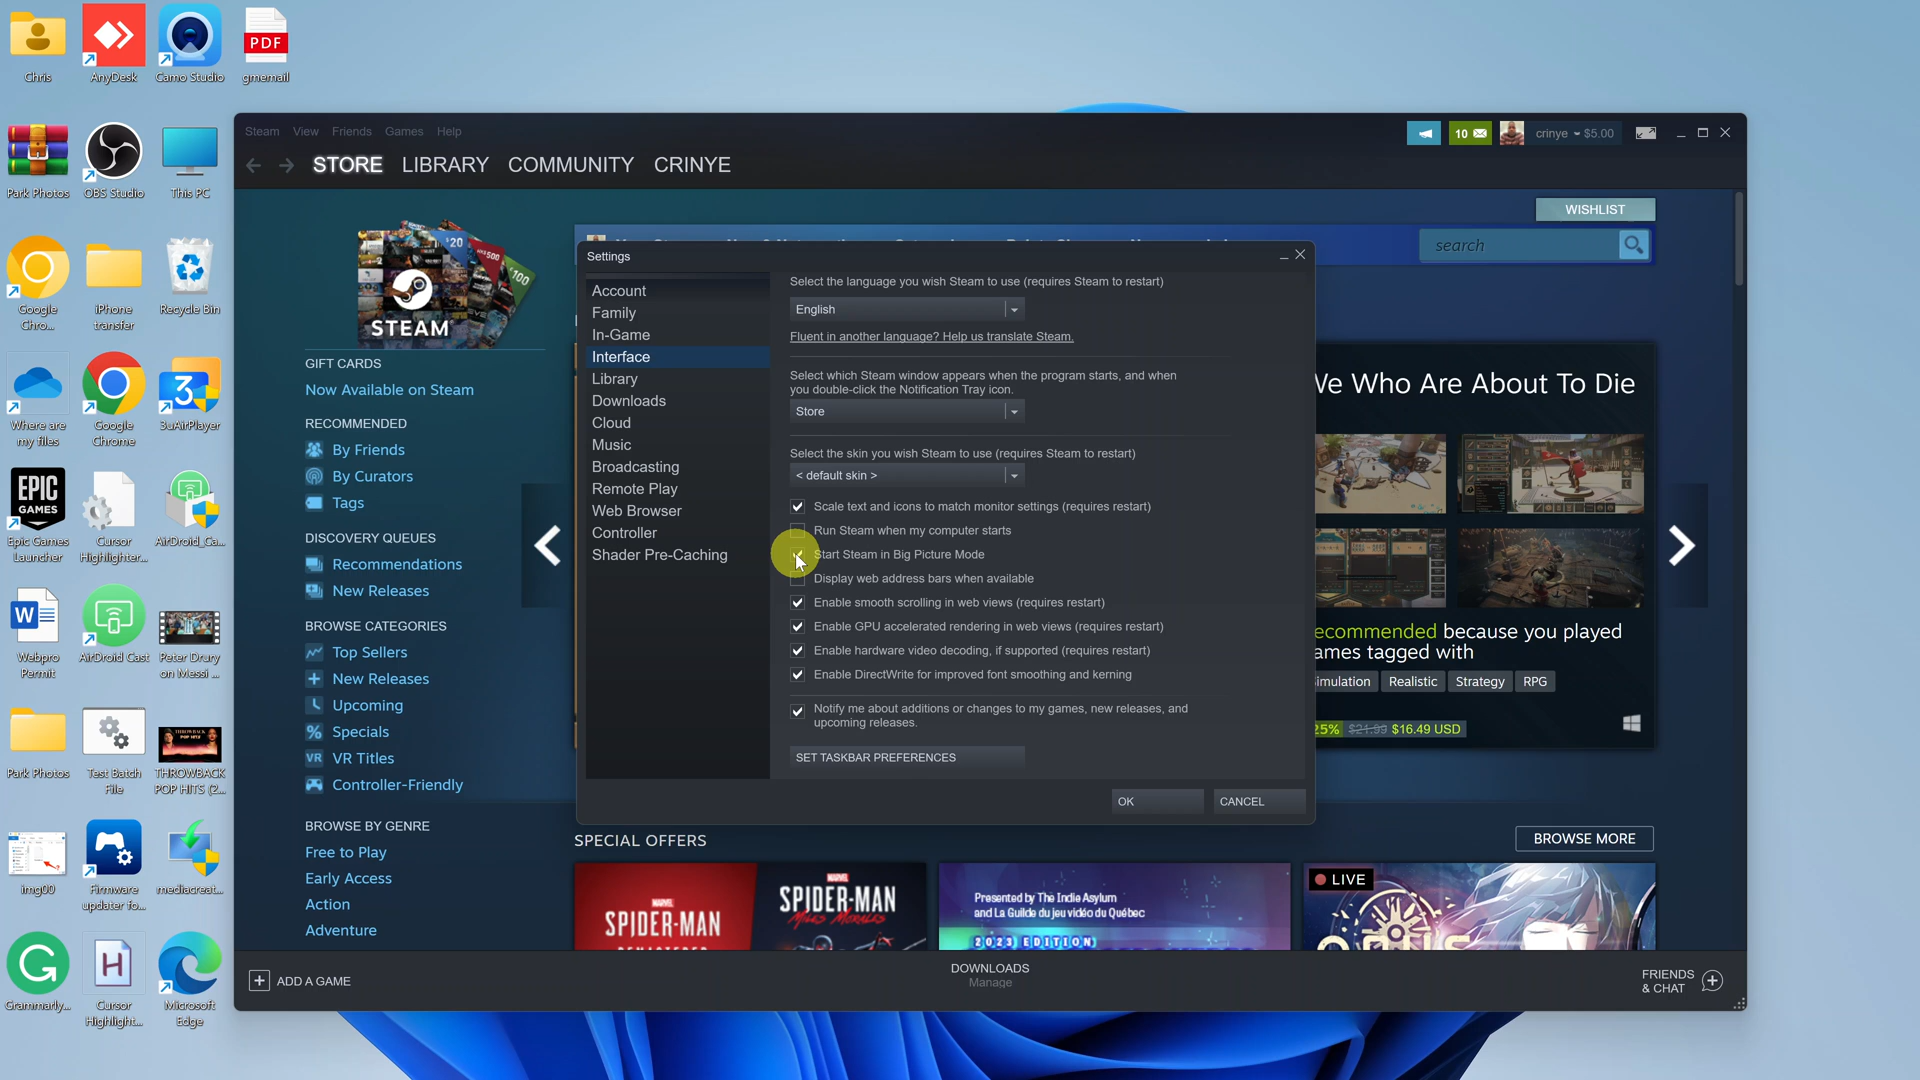 Chris
AnyDesk
Camo Studio
PDF
gmemail
Park Photos
OBS Studio
This PC
Google Chro...
iPhone transfer
Recycle Bin
Where are my files
Google Chrome
3uAirPlayer
EPIC GAMES
Epic Games Launcher
Cursor Highlighter...
AirDroid_Ca...
Webpro Permit
AirDroid Cast
Peter Drury on Messi ...
Park Photos
Test Batch File
THROWBACK POP HITS (2...
img00
Firmware updater fo...
mediacreat...
Grammarly...
Cursor Highlight...
Microsoft Edge
Steam View Friends Games Help
10
crinye
$5.00
STORE LIBRARY COMMUNITY CRINYE
WISHLIST
search
$20
500
100
STEAM
GIFT CARDS
Now Available on Steam
RECOMMENDED
By Friends
By Curators
Tags
DISCOVERY QUEUES
Recommendations
New Releases
BROWSE CATEGORIES
Top Sellers
New Releases
Upcoming
Specials
VR VR Titles
Controller-Friendly
BROWSE BY GENRE
Free to Play
Early Access
Action
Adventure
Settings
Account
Family
In-Game
Interface
Library
Downloads
Cloud
Music
Broadcasting
Remote Play
Web Browser
Controller
Shader Pre-Caching
Select the language you wish Steam to use (requires Steam to restart)
English
Fluent in another language? Help us translate Steam.
Select which Steam window appears when the program starts, and when
you double-click the Notification Tray icon.
Store
Select the skin you wish Steam to use (requires Steam to restart)
< default skin >
Scale text and icons to match monitor settings (requires restart)
Run Steam when my computer starts
Start Steam in Big Picture Mode
Display web address bars when available
Enable smooth scrolling in web views (requires restart)
Enable GPU accelerated rendering in web views (requires restart)
Enable hardware video decoding, if supported (requires restart)
Enable DirectWrite for improved font smoothing and kerning
Notify me about additions or changes to my games, new releases, and
upcoming releases.
SET TASKBAR PREFERENCES
OK
CANCEL
We Who Are About To Die
ecommended because you played
ames tagged with
imulation Realistic Strategy RPG
25% $21.99 $16.49 USD
SPECIAL OFFERS
BROWSE MORE
MARVEL
SPIDER-MAN
REMASTERED
MARVEL
SPIDER-MAN
MILES MORALES
Presented by The Indie Asylum
and La Guilde du jeu vidéo du Québec
2023 EDITION
LIVE
OPUS
ADD A GAME
DOWNLOADS
Manage
FRIENDS
& CHAT